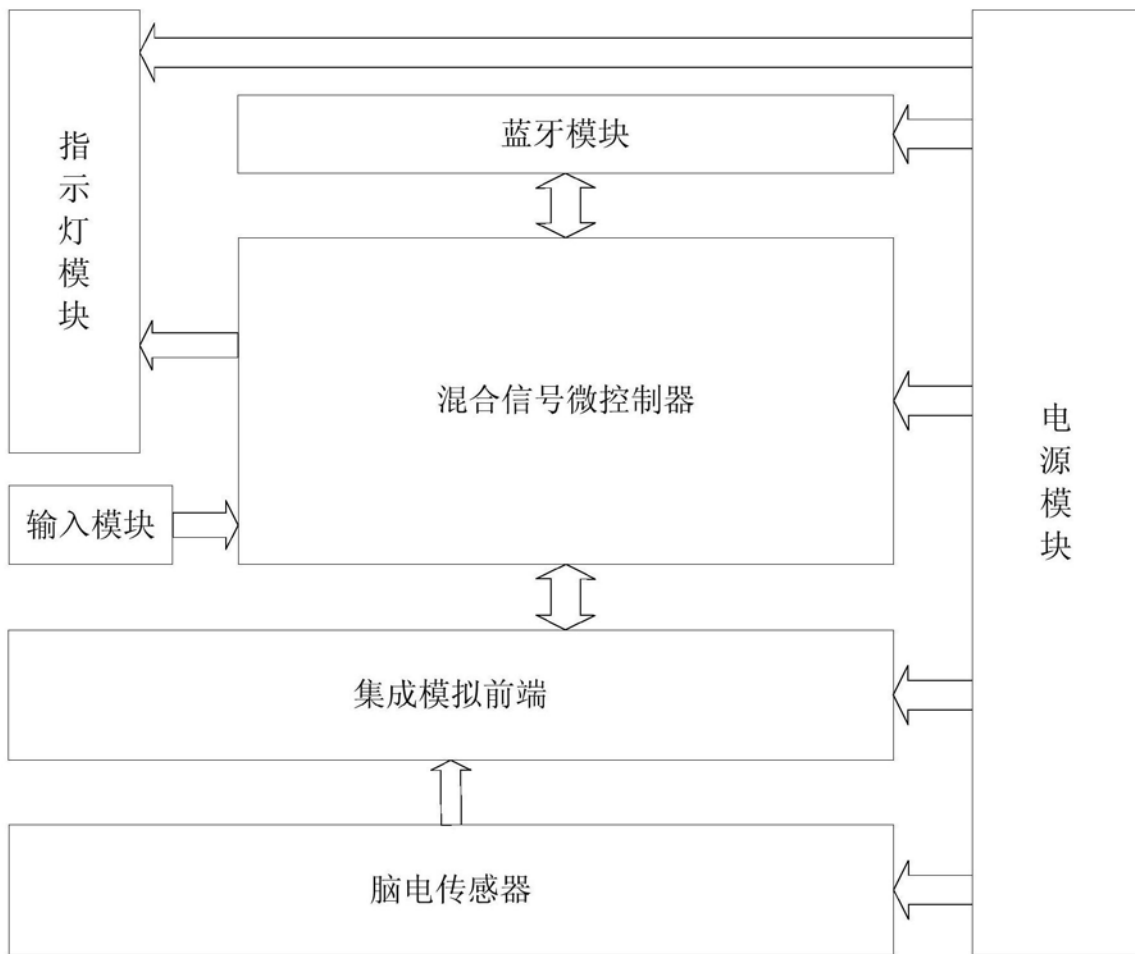 指示灯模块
蓝牙模块
混合信号微控制器
电源模块
输入模块
集成模拟前端
脑电传感器